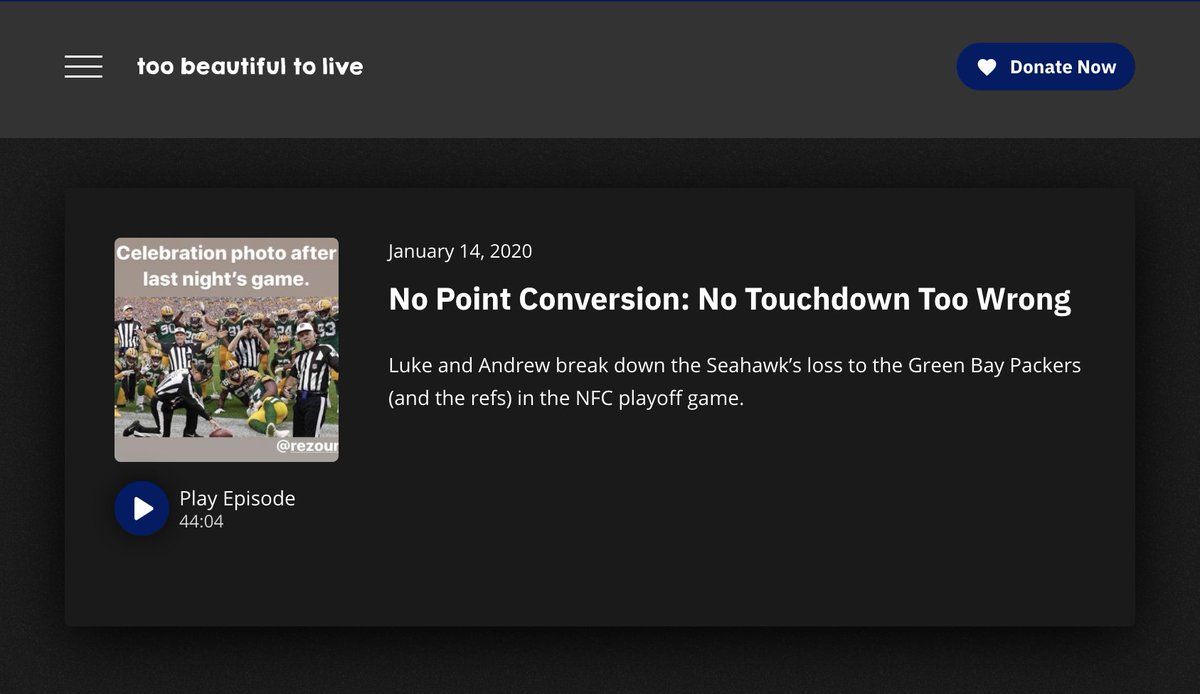 too beautiful to live
Donate Now
Celebration photo after
last night's game.
@rezour
January 14, 2020
No Point Conversion: No Touchdown Too Wrong
Luke and Andrew break down the Seahawk’s loss to the Green Bay Packers
(and the refs) in the NFC playoff game.
Play Episode
44:04